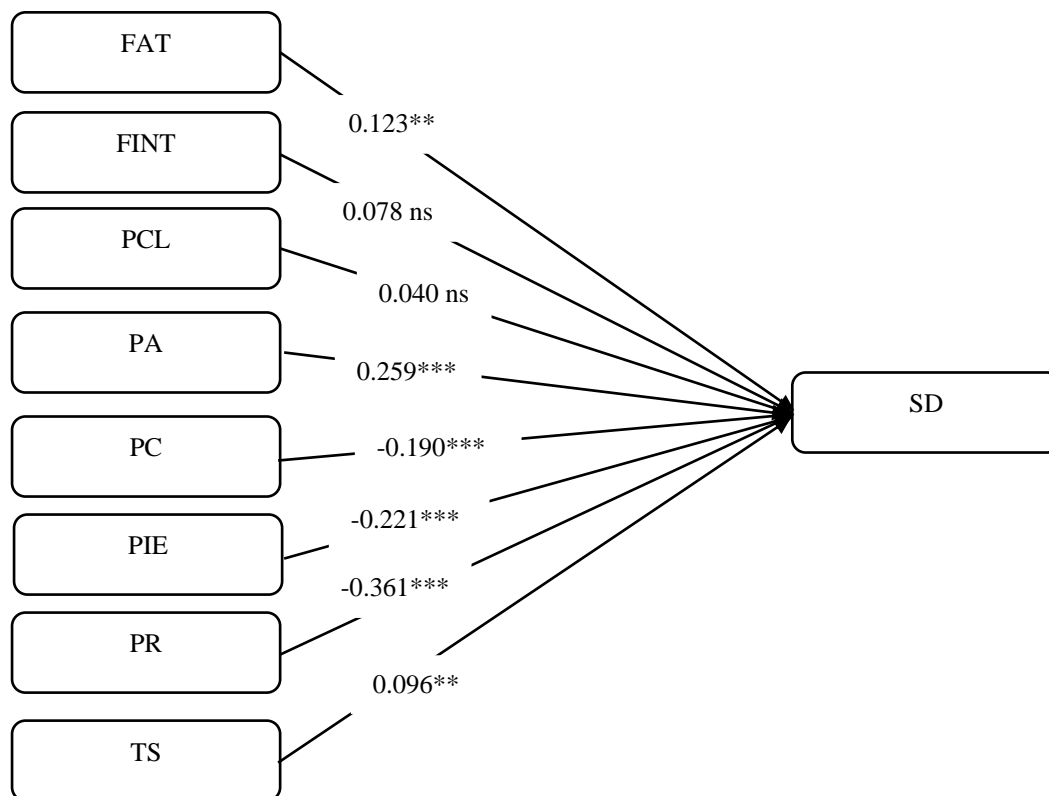 FAT
0.123**
FINT
0.078 ns
PCL
0.040 ns
PA
0.259***
SD
PC
-0.190***
PIE
-0.221***
PR
-0.361***
TS
0.096**